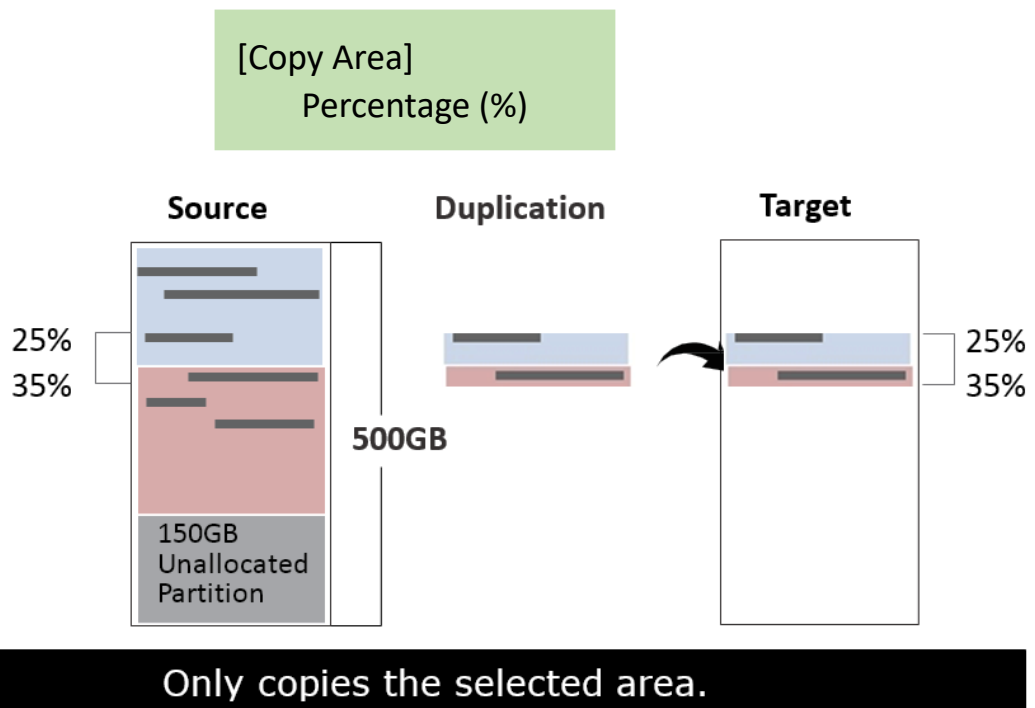 [Copy Area]
Percentage (%)
Source
Duplication
Target
25%
35%
500GB
25%
35%
150GB
Unallocated
Partition
Only copies the selected area.